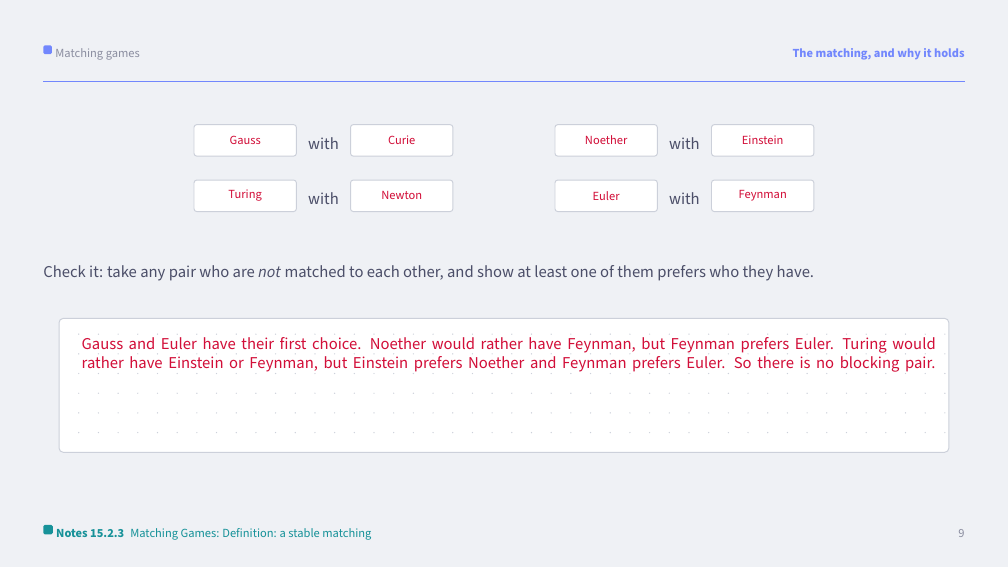 Matching games
The matching, and why it holds
Gauss with Curie
Noether with Einstein
Turing with Newton
Euler with Feynman
Check it: take any pair who are not matched to each other, and show at least one of them prefers who they have.
Gauss and Euler have their first choice. Noether would rather have Feynman, but Feynman prefers Euler. Turing would
rather have Einstein or Feynman, but Einstein prefers Noether and Feynman prefers Euler. So there is no blocking pair.
Notes 15.2.3 Matching Games: Definition: a stable matching
9